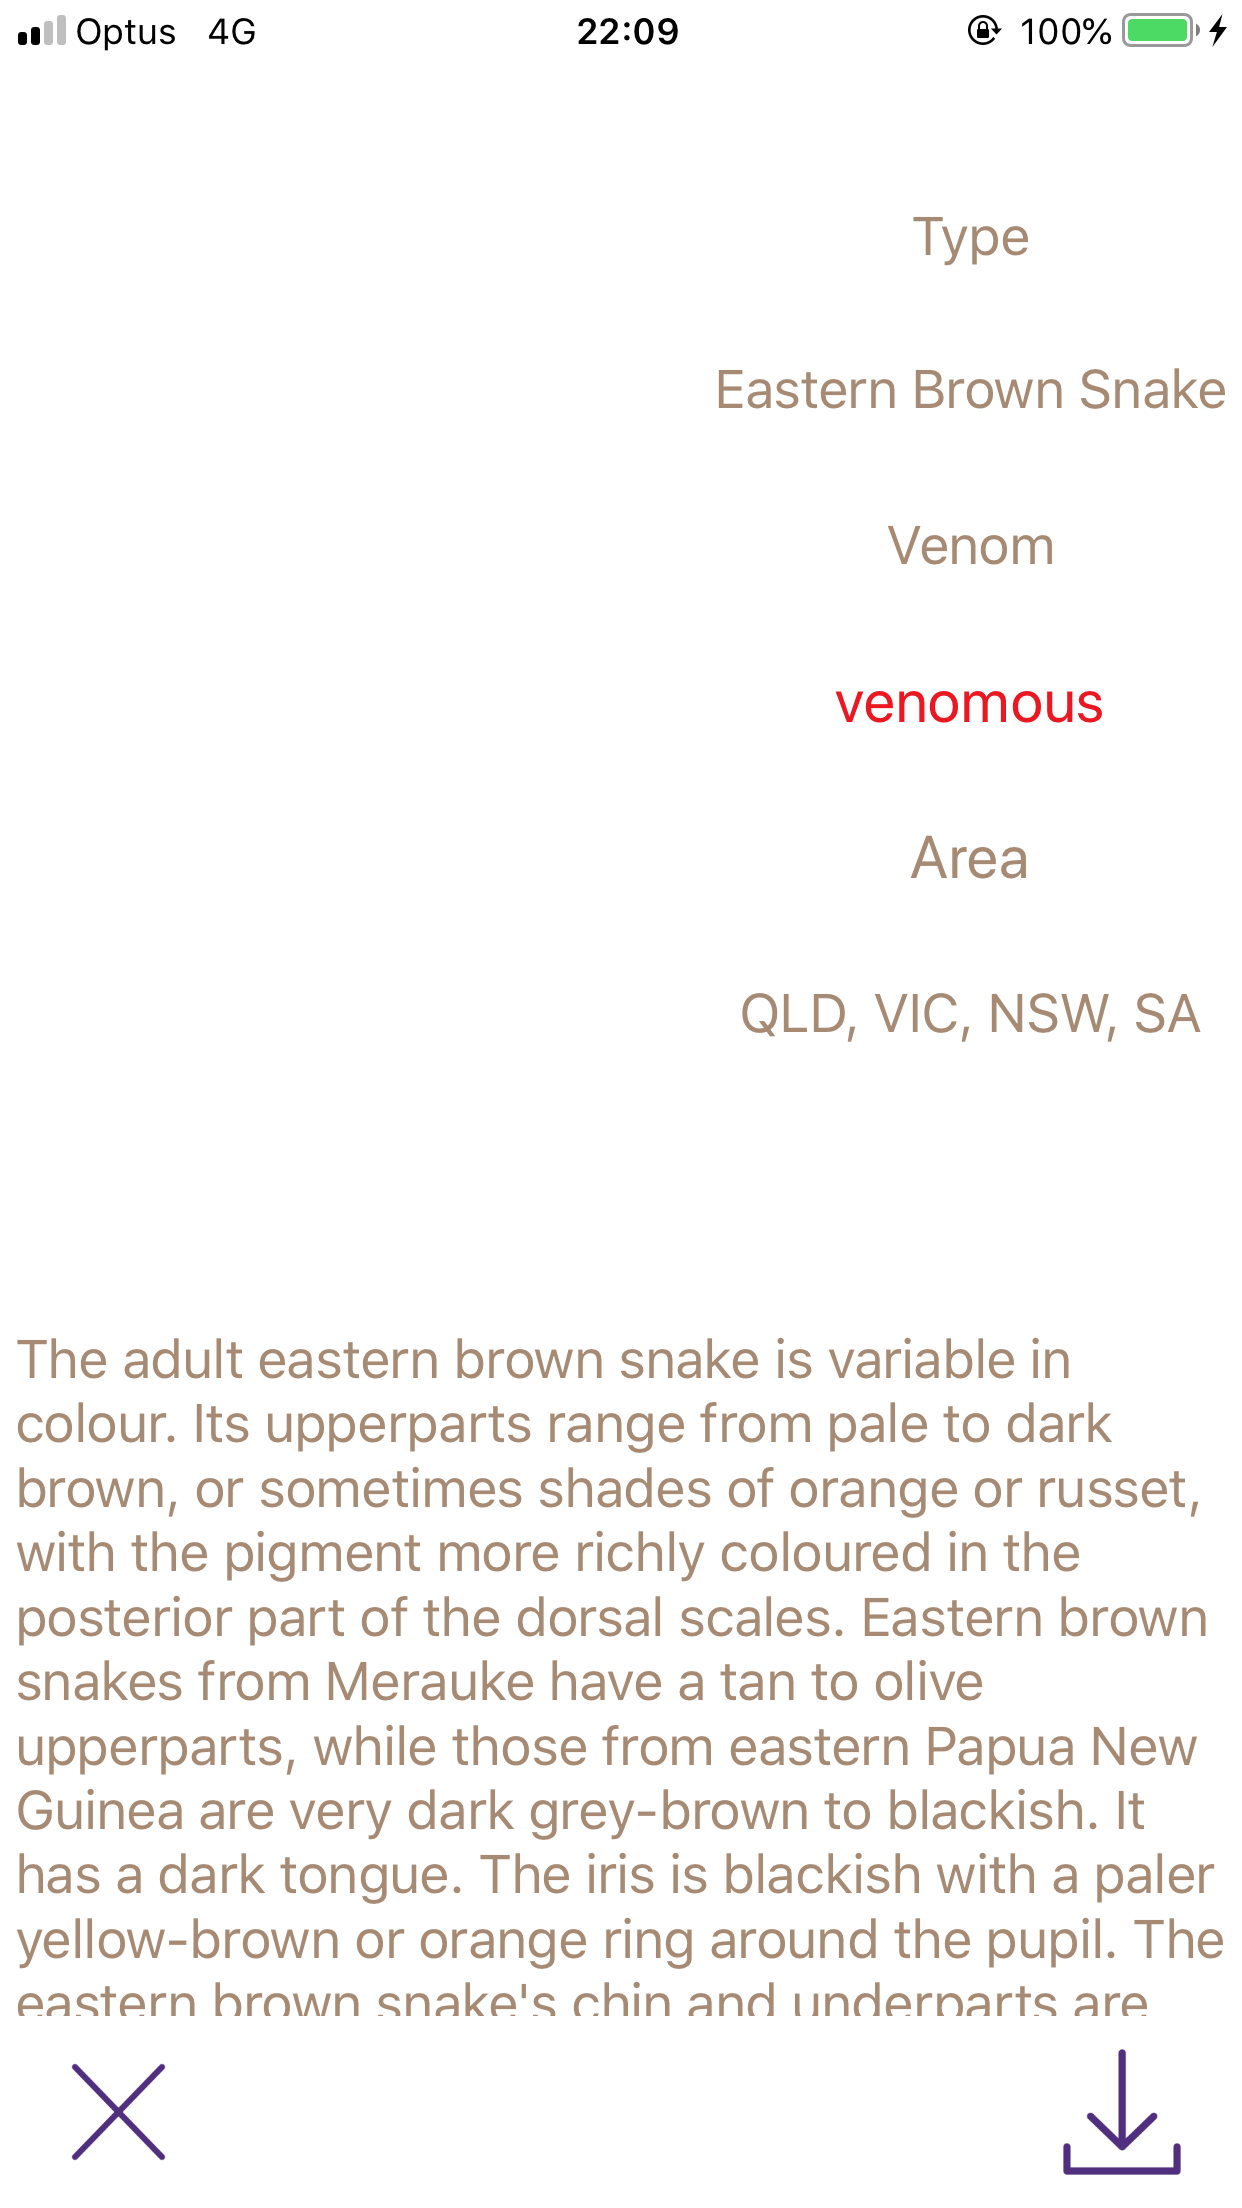 Optus 4G 22:09 100%
Type
Eastern Brown Snake
Venom
venomous
Area
QLD, VIC, NSW, SA
The adult eastern brown snake is variable in
colour. Its upperparts range from pale to dark
brown, or sometimes shades of orange or russet,
with the pigment more richly coloured in the
posterior part of the dorsal scales. Eastern brown
snakes from Merauke have a tan to olive
upperparts, while those from eastern Papua New
Guinea are very dark grey-brown to blackish. It
has a dark tongue. The iris is blackish with a paler
yellow-brown or orange ring around the pupil. The
eastern brown snake's chin and underparts are